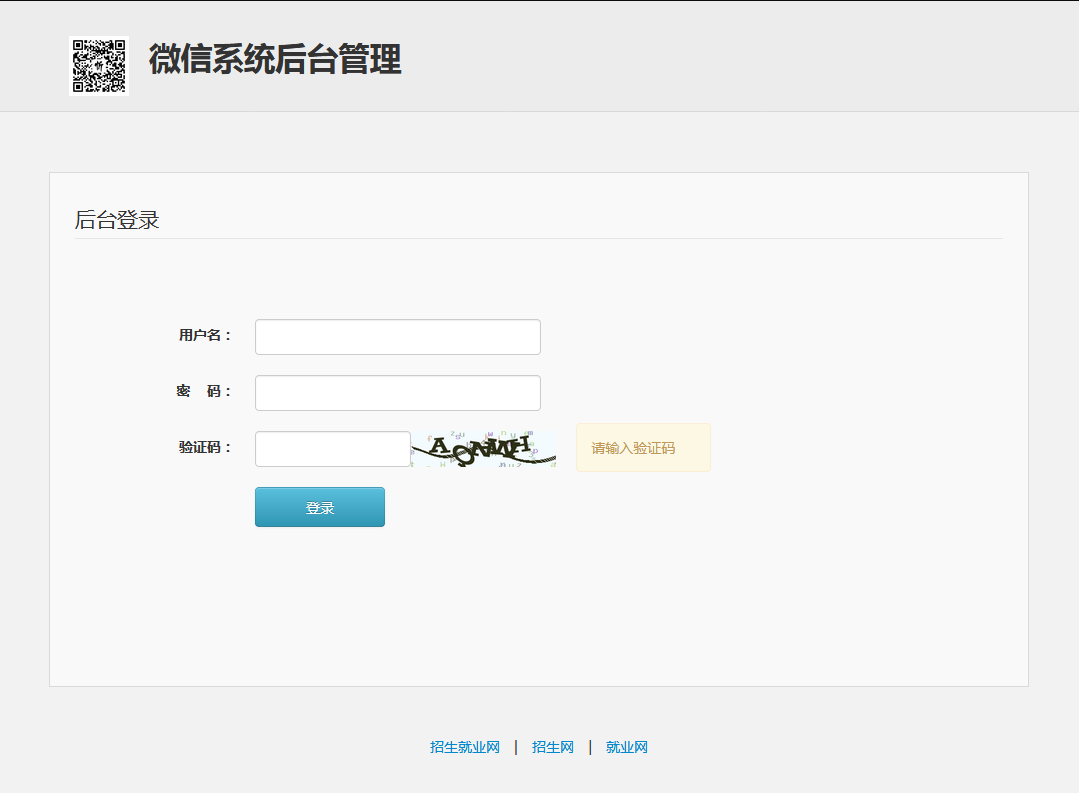 微信系统后台管理
后台登录
用户名：
密 码：
验证码：
请输入验证码
登录
招生就业网 | 招生网 | 就业网